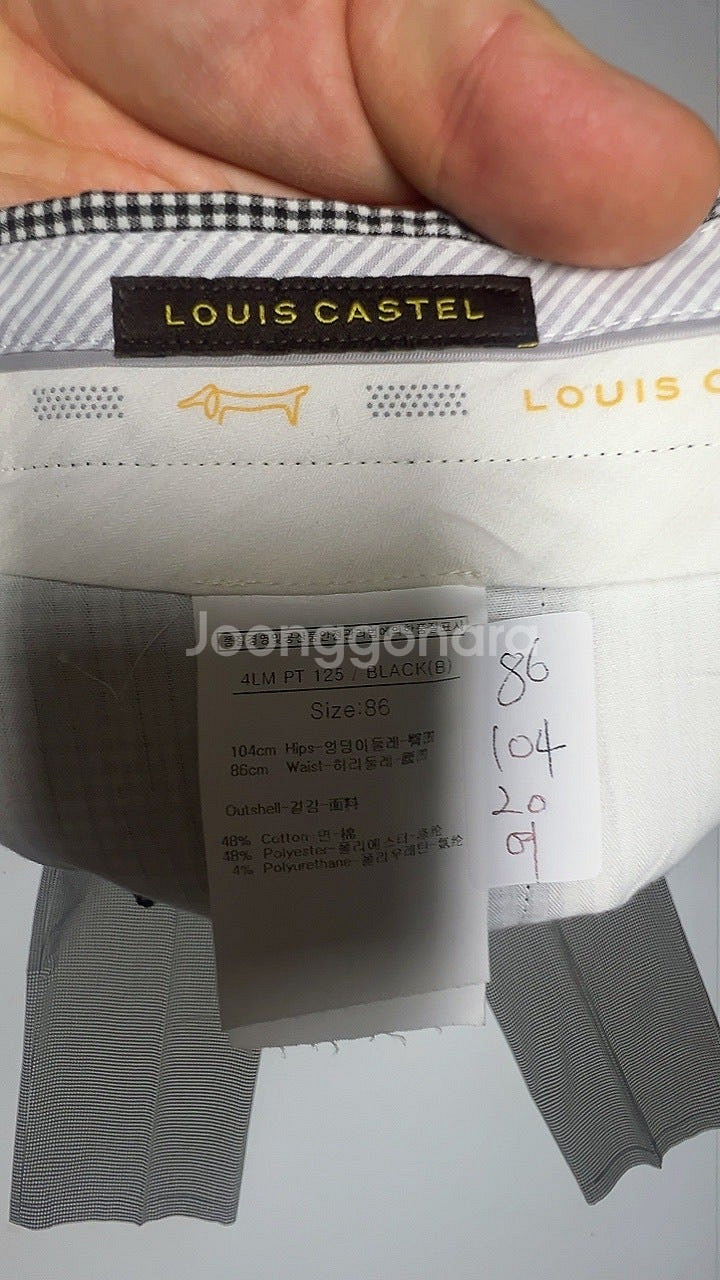 LOUIS CASTEL
LOUIS C
Joonggonara
4LM PT 125 / BLACK(B)
Size:86
104cm Hips-엉덩이둘레-臀围
86cm Waist-허리둘레-腰围
Outshell-겉감-面料
48% Cotton-면-棉
48% Polyester-폴리에스터-涤纶
4% Polyurethane-폴리우레탄-氨纶
86
104
20